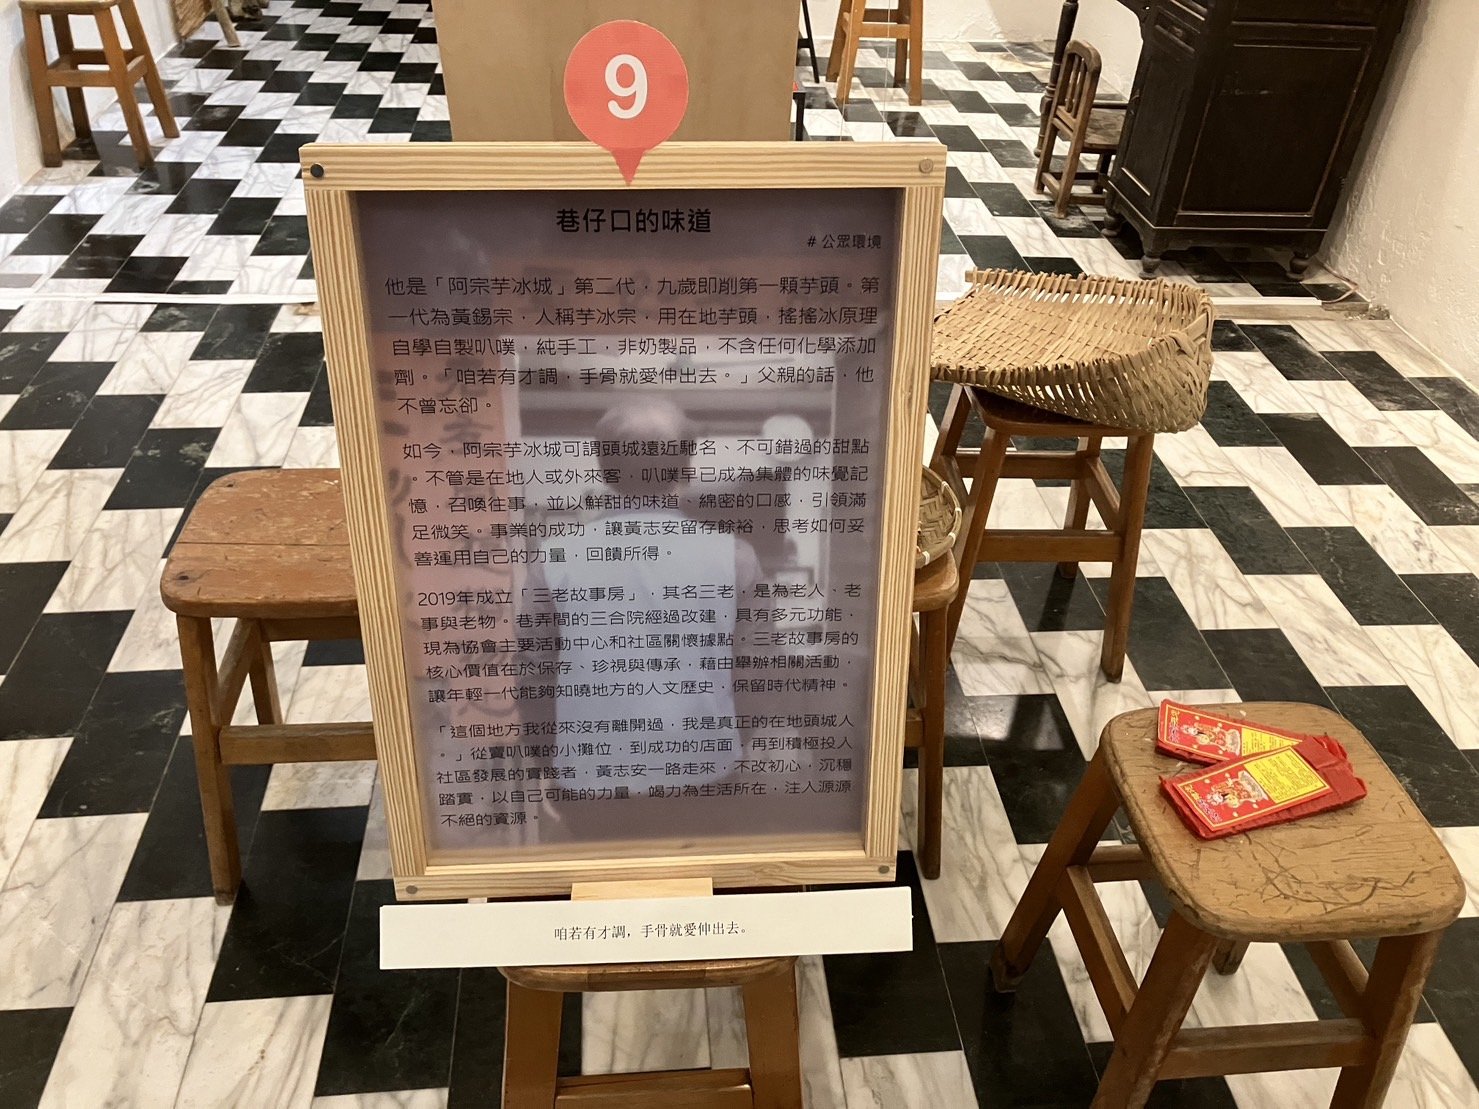 9
巷仔口的味道
# 公眾環境
他是「阿宗芋冰城」第二代，九歲即削第一顆芋頭。第
一代為黃錫宗，人稱芋冰宗，用在地芋頭，搖搖冰原理
自學自製叭噗，純手工，非奶製品，不含任何化學添加
劑。「咱若有才調，手骨就愛伸出去。」父親的話，他
不曾忘卻。
如今，阿宗芋冰城可謂頭城遠近馳名、不可錯過的甜點
。不管是在地人或外來客，叭噗早已成為集體的味覺記
憶，召喚往事，並以鮮甜的味道、綿密的口感，引領滿
足微笑。事業的成功，讓黃志安留存餘裕，思考如何妥
善運用自己的力量，回饋所得。
2019年成立「三老故事房」，其名三老，是為老人、老
事與老物。巷弄間的三合院經過改建，具有多元功能，
現為協會主要活動中心和社區關懷據點。三老故事房的
核心價值在於保存、珍視與傳承，藉由舉辦相關活動，
讓年輕一代能夠知曉地方的人文歷史，保留時代精神。
「這個地方我從來沒有離開過，我是真正的在地頭城人
。」從賣叭噗的小攤位，到成功的店面，再到積極投入
社區發展的實踐者，黃志安一路走來，不改初心，沉穩
踏實，以自己可能的力量，竭力為生活所在，注入源源
不絕的資源。
咱若有才調，手骨就愛伸出去。